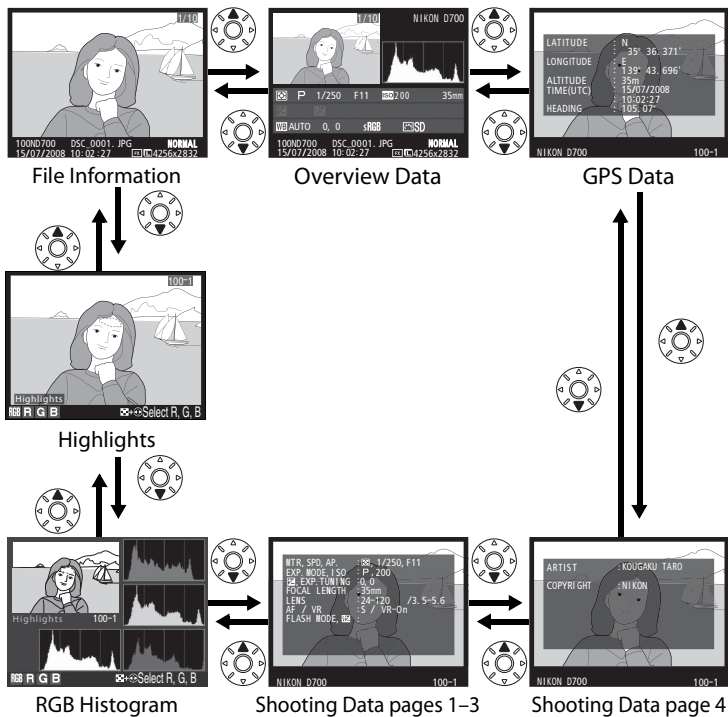 1/10
100ND700 DSC_0001. JPG NORMAL
15/07/2008 10:02:27 FX L 4256x2832
File Information
1/10 NIKON D700
P 1/250 F11 ISO 200 35mm
WB AUTO 0, 0 sRGB SD
100ND700 DSC_0001. JPG NORMAL
15/07/2008 10:02:27 FX L 4256x2832
Overview Data
LATITUDE : N
: 35° 36. 371'
LONGITUDE : E
: 139° 43. 696'
ALTITUDE : 35m
TIME(UTC) : 15/07/2008
: 10:02:27
HEADING : 105. 07°
NIKON D700 100-1
GPS Data
100-1
Highlights
RGB R G B Select R, G, B
Highlights
Highlights 100-1
RGB R G B Select R, G, B
RGB Histogram
MTR, SPD, AP. : , 1/250, F11
EXP. MODE, ISO : P , 200
, EXP. TUNING : 0, 0
FOCAL LENGTH : 35mm
LENS : 24-120 /3. 5-5. 6
AF / VR : S / VR-On
FLASH MODE, :
NIKON D700 100-1
Shooting Data pages 1–3
ARTIST : KOUGAKU TARO
COPYRIGHT : NIKON
NIKON D700 100-1
Shooting Data page 4